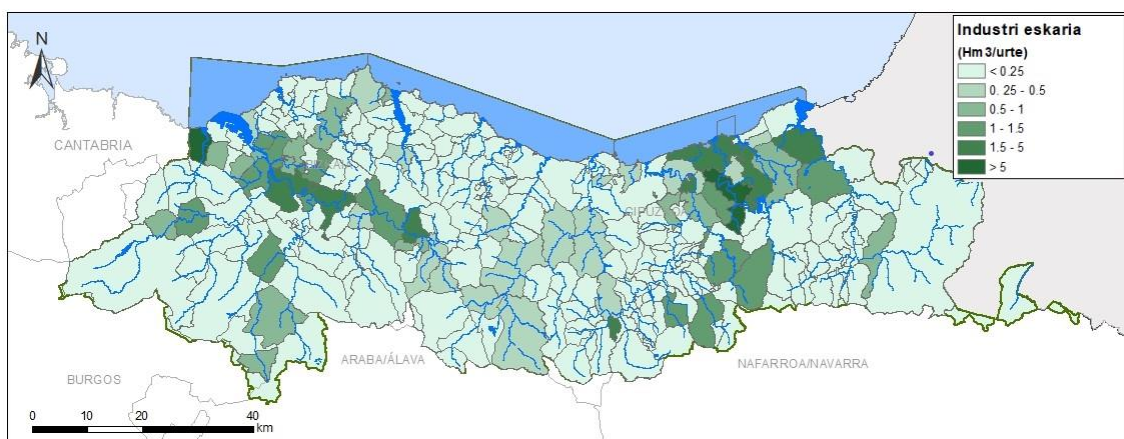 Industri eskaria
(Hm3/urte)
< 0.25
0. 25 - 0.5
0.5 - 1
1 - 1.5
1.5 - 5
> 5
N
CANTABRIA
GIPUZKOA
ARABA/ÁLAVA
NAFARROA/NAVARRA
BURGOS
0 10 20 40
km